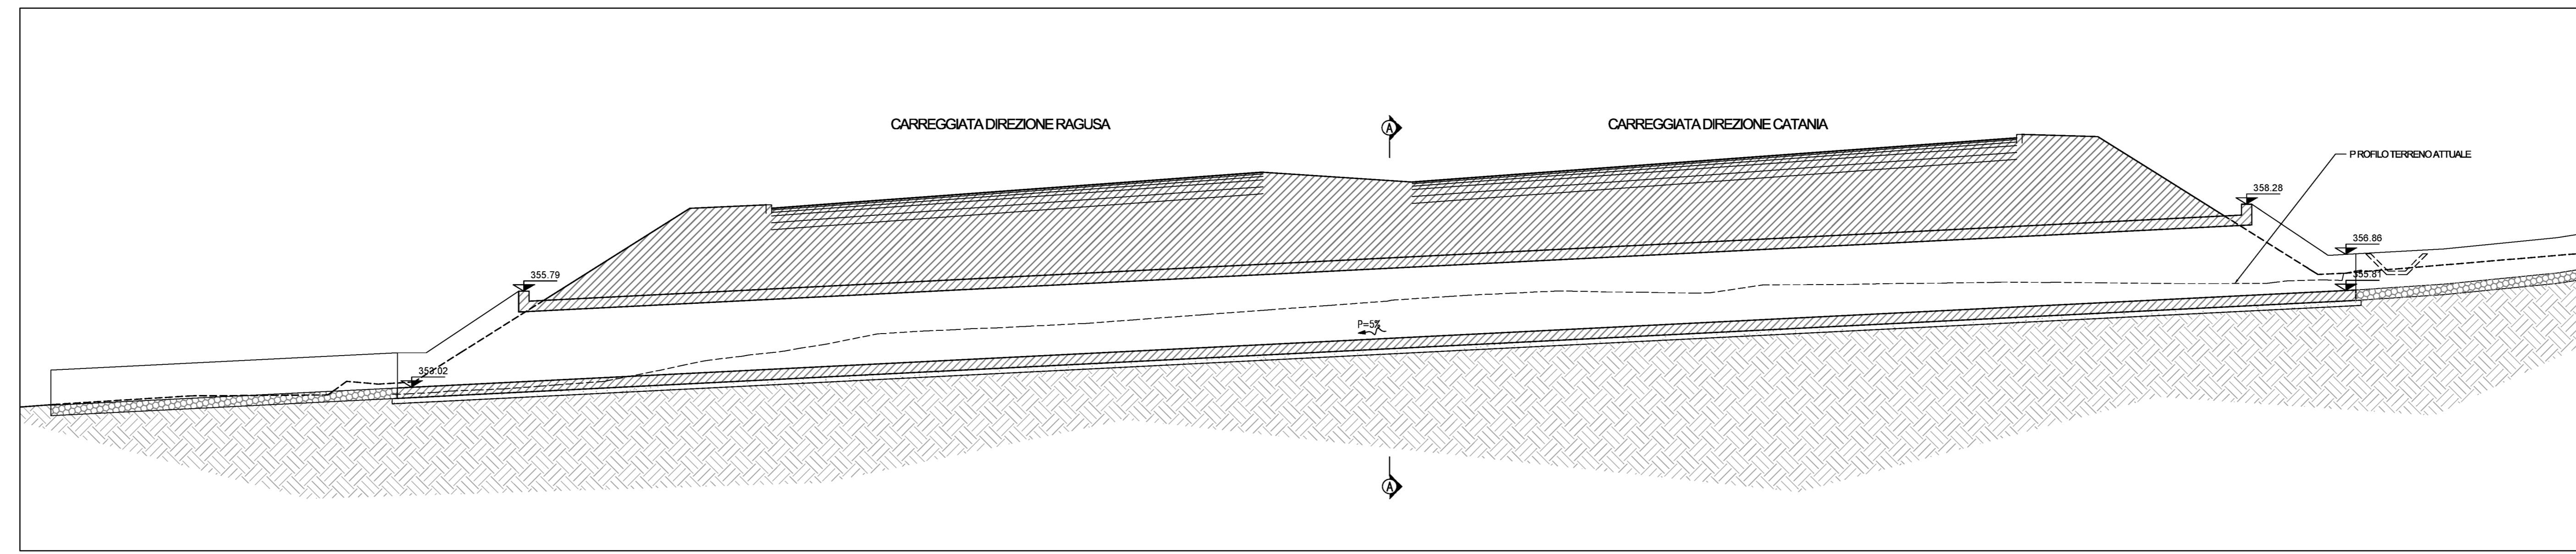 CARREGGIATA DIREZIONE RAGUSA
A
CARREGGIATA DIREZIONE CATANIA
PROFILO TERRENO ATTUALE
358.28
356.86
355.81
355.79
P=5%
353.02
A